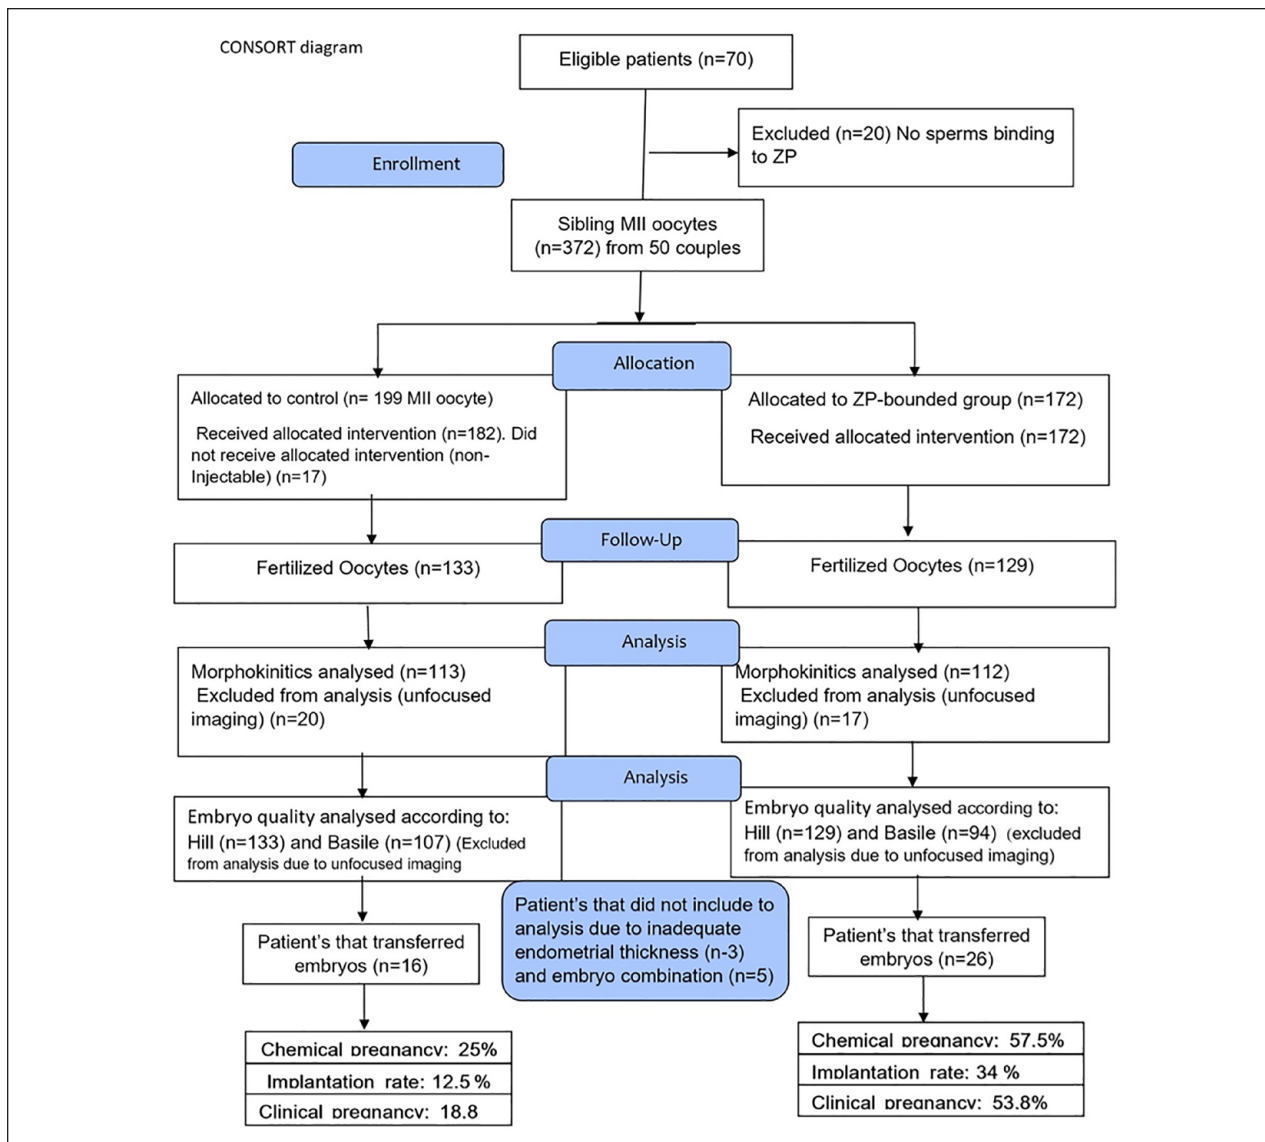 CONSORT diagram
Eligible patients (n=70)
Excluded (n=20) No sperms binding
to ZP
Enrollment
Sibling MII oocytes
(n=372) from 50 couples
Allocation
Allocated to control (n= 199 MII oocyte)
Received allocated intervention (n=182). Did
not receive allocated intervention (non-
Injectable) (n=17)
Allocated to ZP-bounded group (n=172)
Received allocated intervention (n=172)
Follow-Up
Fertilized Oocytes (n=133)
Fertilized Oocytes (n=129)
Analysis
Morphokinitics analysed (n=113)
Excluded from analysis (unfocused
imaging) (n=20)
Morphokinitics analysed (n=112)
Excluded from analysis (unfocused
imaging) (n=17)
Analysis
Embryo quality analysed according to:
Hill (n=133) and Basile (n=107) (Excluded
from analysis due to unfocused imaging
Embryo quality analysed according to:
Hill (n=129) and Basile (n=94) (excluded
from analysis due to unfocused imaging)
Patient's that did not include to
analysis due to inadequate
endometrial thickness (n-3)
and embryo combination (n=5)
Patient's that transferred
embryos (n=16)
Patient's that transferred
embryos (n=26)
Chemical pregnancy: 25%
Implantation rate: 12.5 %
Clinical pregnancy: 18.8
Chemical pregnancy: 57.5%
Implantation rate: 34 %
Clinical pregnancy: 53.8%